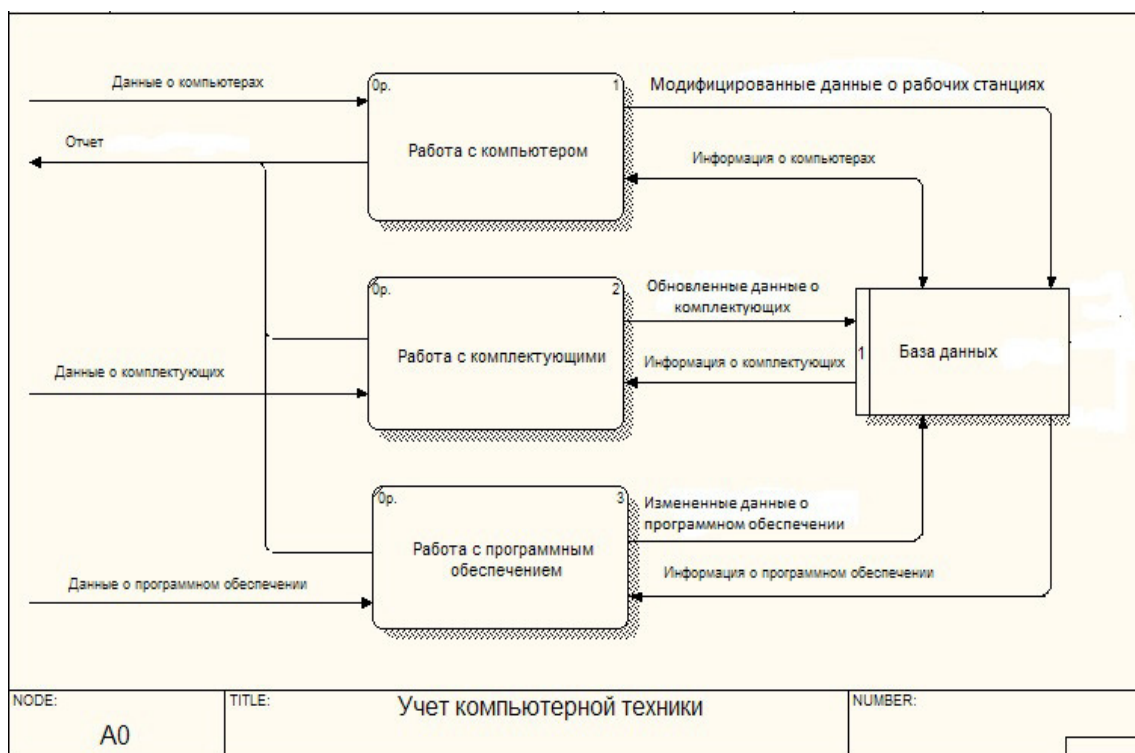 Данные о компьютерах
0р.
1
Модифицированные данные о рабочих станциях
Отчет
Работа с компьютером
Информация о компьютерах
0р.
2
Обновленные данные о
комплектующих
Работа с комплектующими
Информация о комплектующих
1
База данных
Данные о комплектующих
0р.
3
Измененные данные о
программном обеспечении
Работа с программным
обеспечением
Информация о программном обеспечении
Данные о программном обеспечении
NODE:
A0
TITLE:
Учет компьютерной техники
NUMBER: